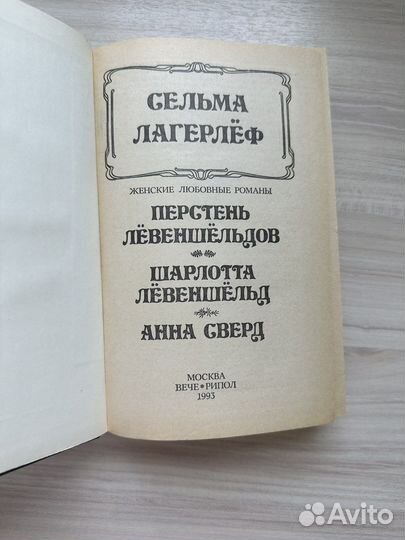 СЕЛЬМА
ЛАГЕРЛЁФ
ЖЕНСКИЕ ЛЮБОВНЫЕ РОМАНЫ
ПЕРСТЕНЬ
ЛЁВЕНШЁЛЬДОВ
ШАРЛОТТА
ЛЁВЕНШЁЛЬД
АННА СВЕРД
МОСКВА
ВЕЧЕ * РИПОЛ
1993
Avito